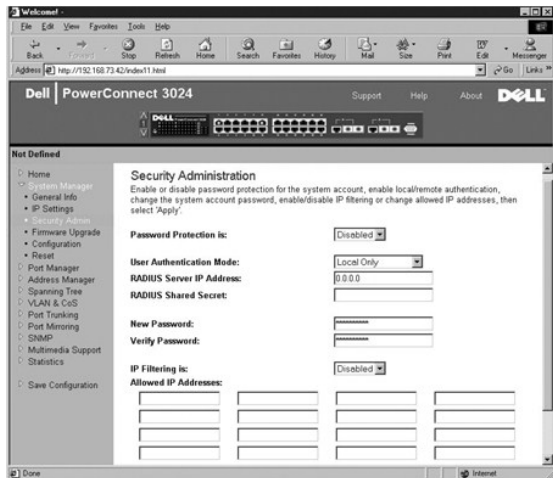 Welcome! -
File Edit View Favorites Tools Help
Back Forward Stop Refresh Home Search Favorites History Mail Size Print Edit Messenger
Address http://192.168.73.42/index11.html Go Links
Dell PowerConnect 3024 Support Help About DELL
DELL
Not Defined
Home
System Manager
General Info
IP Settings
Security Admin
Firmware Upgrade
Configuration
Reset
Port Manager
Address Manager
Spanning Tree
VLAN & CoS
Port Trunking
Port Mirroring
SNMP
Multimedia Support
Statistics
Save Configuration
Security Administration
Enable or disable password protection for the system account, enable local/remote authentication,
change the system account password, enable/disable IP filtering or change allowed IP addresses, then
select 'Apply'.
Password Protection is: Disabled
User Authentication Mode: Local Only
RADIUS Server IP Address: 0.0.0.0
RADIUS Shared Secret:
New Password: **********
Verify Password: **********
IP Filtering is: Disabled
Allowed IP Addresses:
Done Internet